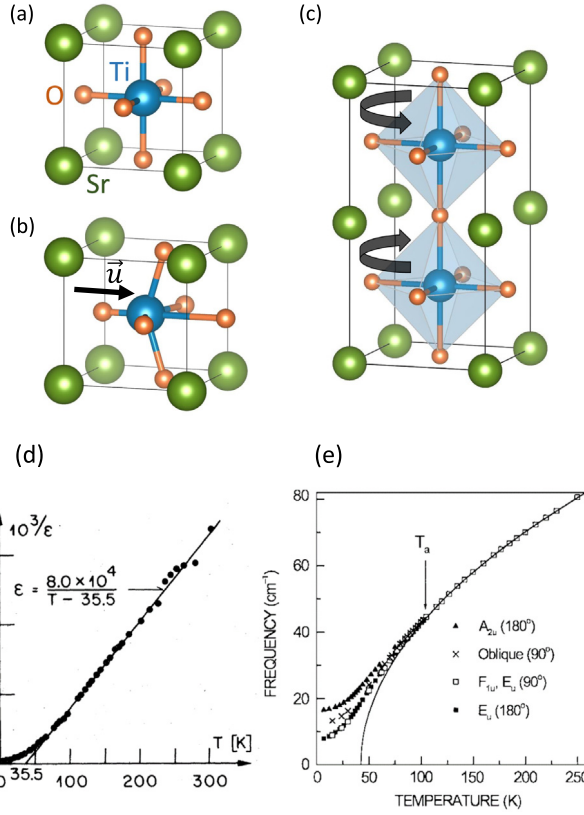 (a)
Ti
O
Sr
(b)
u
(c)
(d)
10³/ε
ε = 8.0 × 10⁴ / T − 35.5
T [K]
35.5
0 100 200 300
(e)
80
60
40
20
0
FREQUENCY (cm⁻¹)
Tₐ
▲ A₂ᵤ (180°)
× Oblique (90°)
□ F₁ᵤ, Eᵤ (90°)
■ Eᵤ (180°)
0 50 100 150 200 250
TEMPERATURE (K)